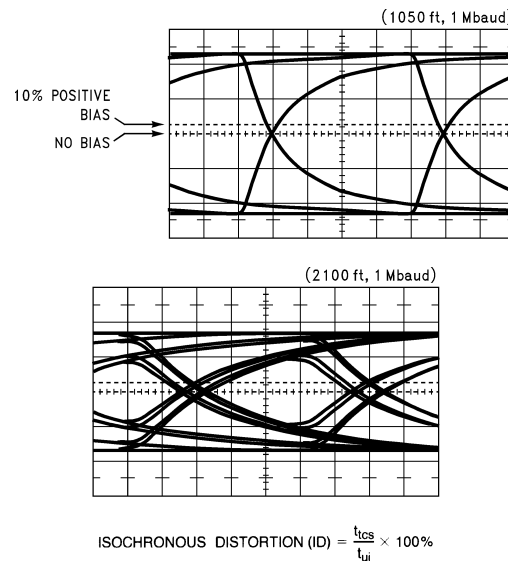 (1050 ft, 1 Mbaud)
10% POSITIVE
BIAS
NO BIAS
(2100 ft, 1 Mbaud)
ISOCHRONOUS DISTORTION (ID) = t_tcs / t_ui × 100%